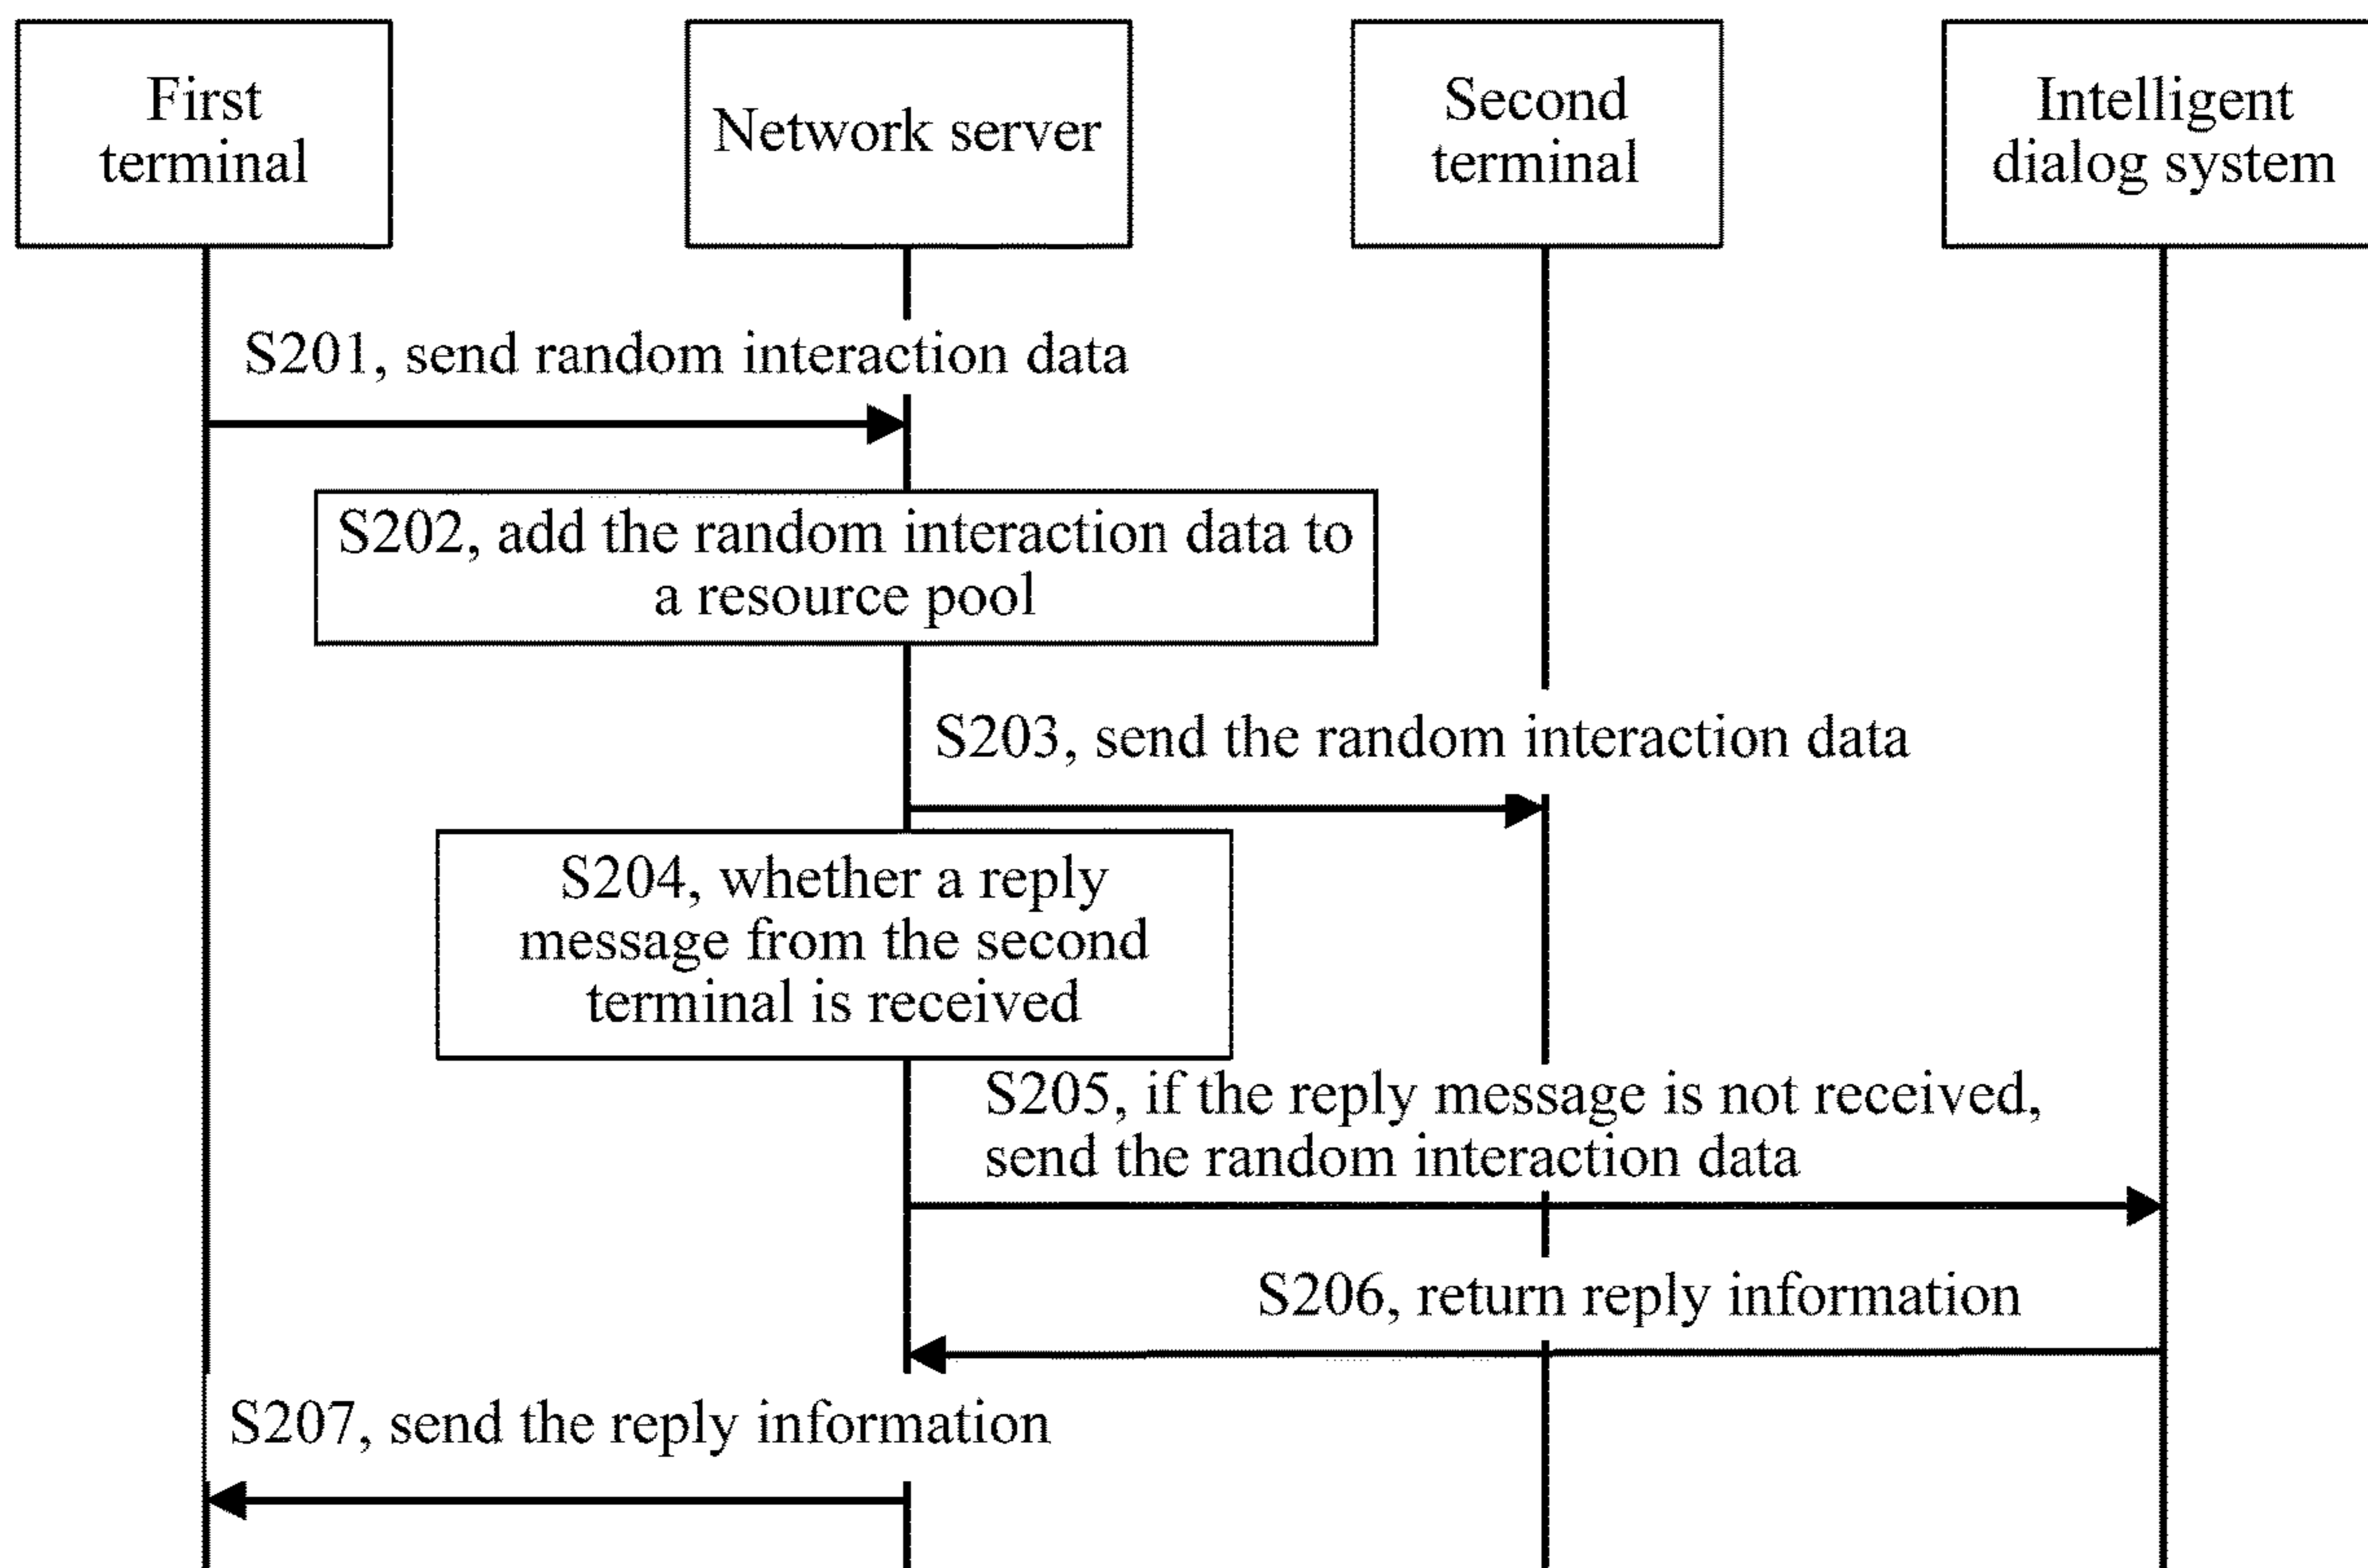 First
terminal
Network server
Second
terminal
Intelligent
dialog system
S201, send random interaction data
S202, add the random interaction data to
a resource pool
S203, send the random interaction data
S204, whether a reply
message from the second
terminal is received
S205, if the reply message is not received,
send the random interaction data
S206, return reply information
S207, send the reply information